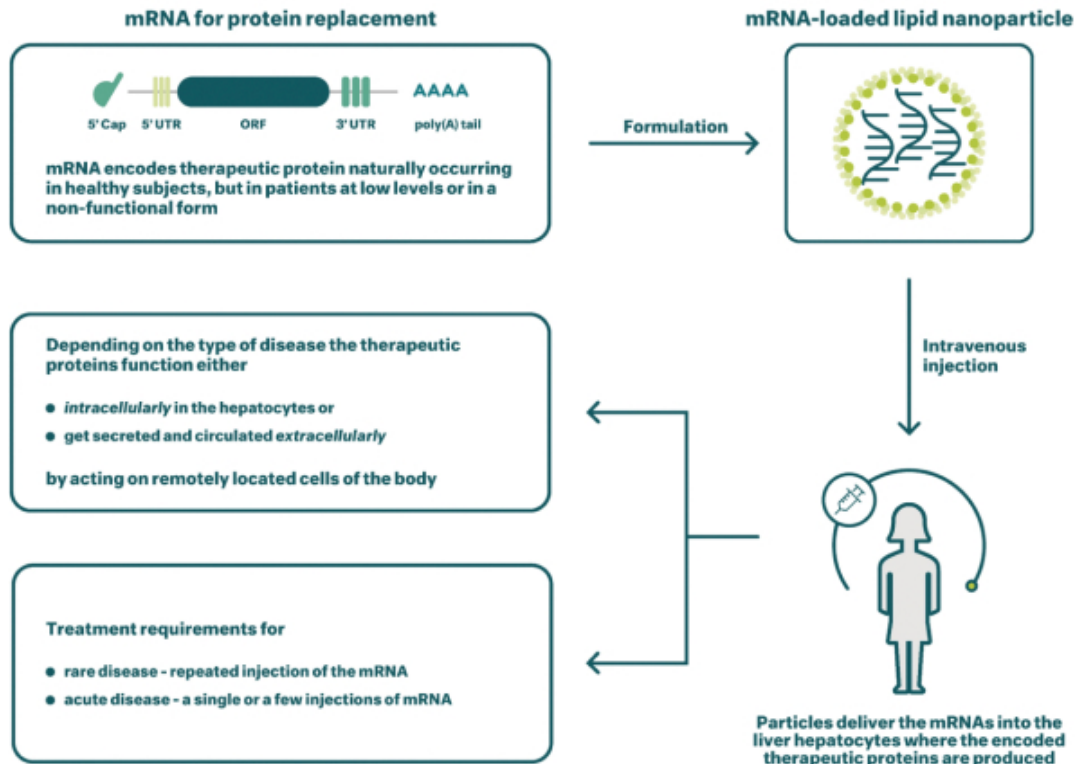 mRNA for protein replacement
5' Cap 5' UTR ORF 3' UTR poly(A) tail
AAAA
mRNA encodes therapeutic protein naturally occurring
in healthy subjects, but in patients at low levels or in a
non-functional form
Formulation
mRNA-loaded lipid nanoparticle
Intravenous
injection
Particles deliver the mRNAs into the
liver hepatocytes where the encoded
therapeutic proteins are produced
Depending on the type of disease the therapeutic
proteins function either
● intracellularly in the hepatocytes or
● get secreted and circulated extracellularly
by acting on remotely located cells of the body
Treatment requirements for
● rare disease - repeated injection of the mRNA
● acute disease - a single or a few injections of mRNA